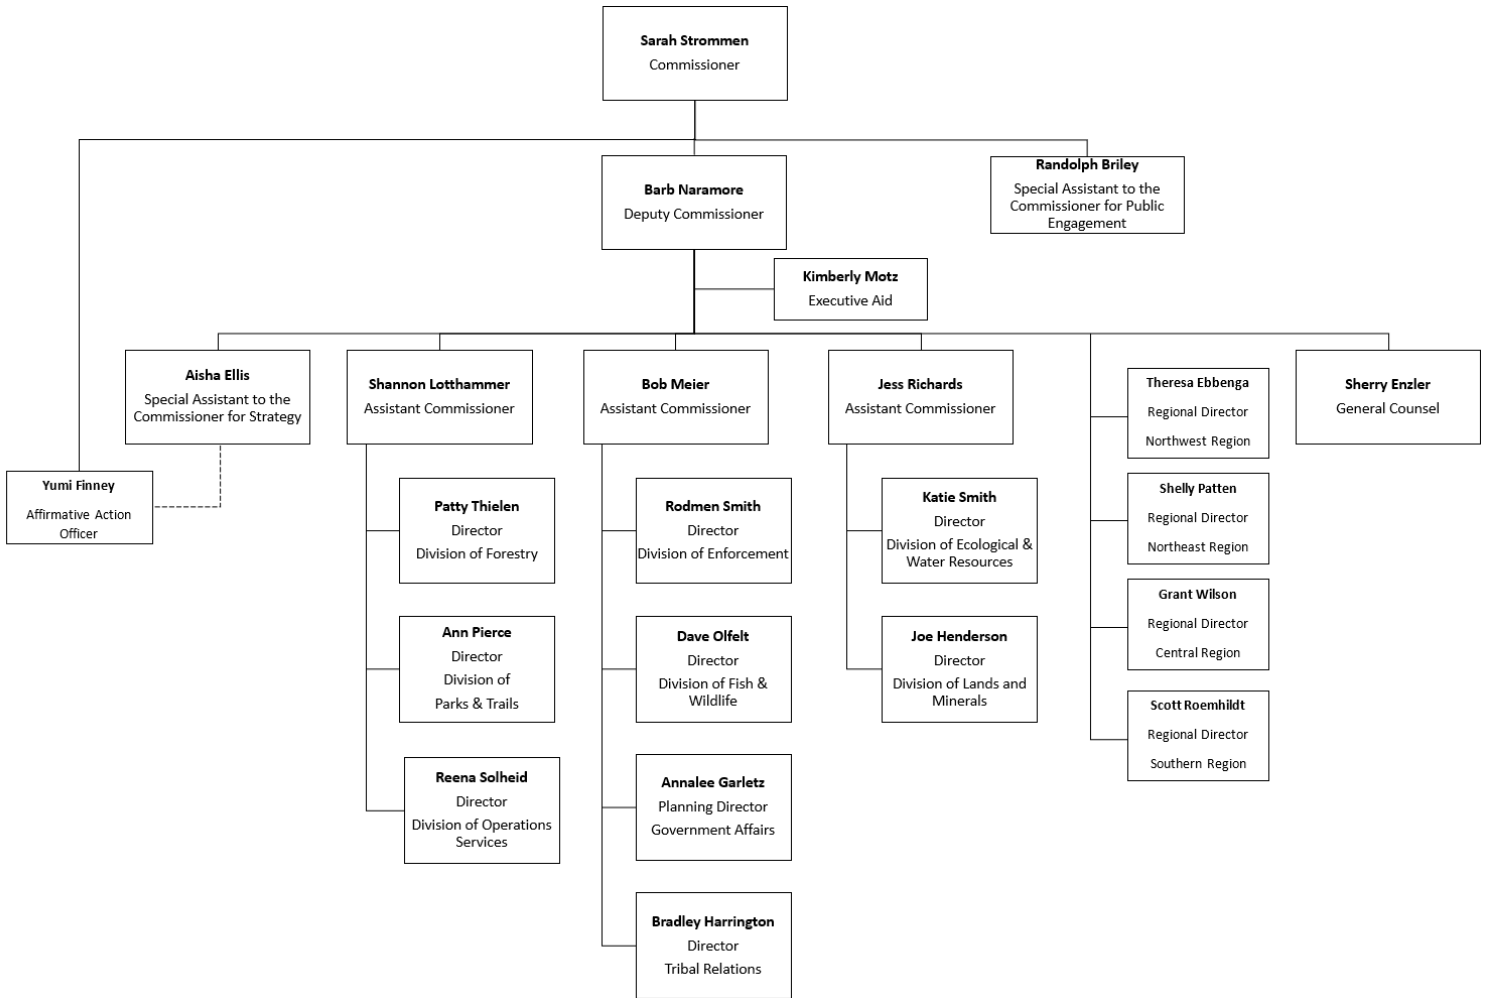 Sarah Strommen
Commissioner
Barb Naramore
Deputy Commissioner
Randolph Briley
Special Assistant to the
Commissioner for Public
Engagement
Kimberly Motz
Executive Aid
Aisha Ellis
Special Assistant to the
Commissioner for Strategy
Shannon Lotthammer
Assistant Commissioner
Bob Meier
Assistant Commissioner
Jess Richards
Assistant Commissioner
Theresa Ebbenga
Regional Director
Northwest Region
Sherry Enzler
General Counsel
Yumi Finney
Affirmative Action
Officer
Patty Thielen
Director
Division of Forestry
Rodmen Smith
Director
Division of Enforcement
Katie Smith
Director
Division of Ecological &
Water Resources
Shelly Patten
Regional Director
Northeast Region
Grant Wilson
Regional Director
Central Region
Ann Pierce
Director
Division of
Parks & Trails
Dave Olfelt
Director
Division of Fish &
Wildlife
Joe Henderson
Director
Division of Lands and
Minerals
Scott Roemhildt
Regional Director
Southern Region
Reena Solheid
Director
Division of Operations
Services
Annalee Garletz
Planning Director
Government Affairs
Bradley Harrington
Director
Tribal Relations